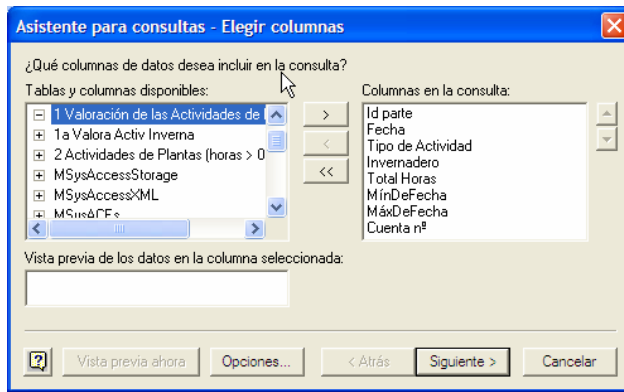 Asistente para consultas - Elegir columnas
¿Qué columnas de datos desea incluir en la consulta?
Tablas y columnas disponibles:
1 Valoración de las Actividades de
1a Valora Activ Inverna
2 Actividades de Plantas (horas > 0
MSysAccessStorage
MSysAccessXML
MSysACEs
>
<
<<
Columnas en la consulta:
Id parte
Fecha
Tipo de Actividad
Invernadero
Total Horas
MínDeFecha
MáxDeFecha
Cuenta nº
Vista previa de los datos en la columna seleccionada:
Vista previa ahora
Opciones...
< Atrás
Siguiente >
Cancelar